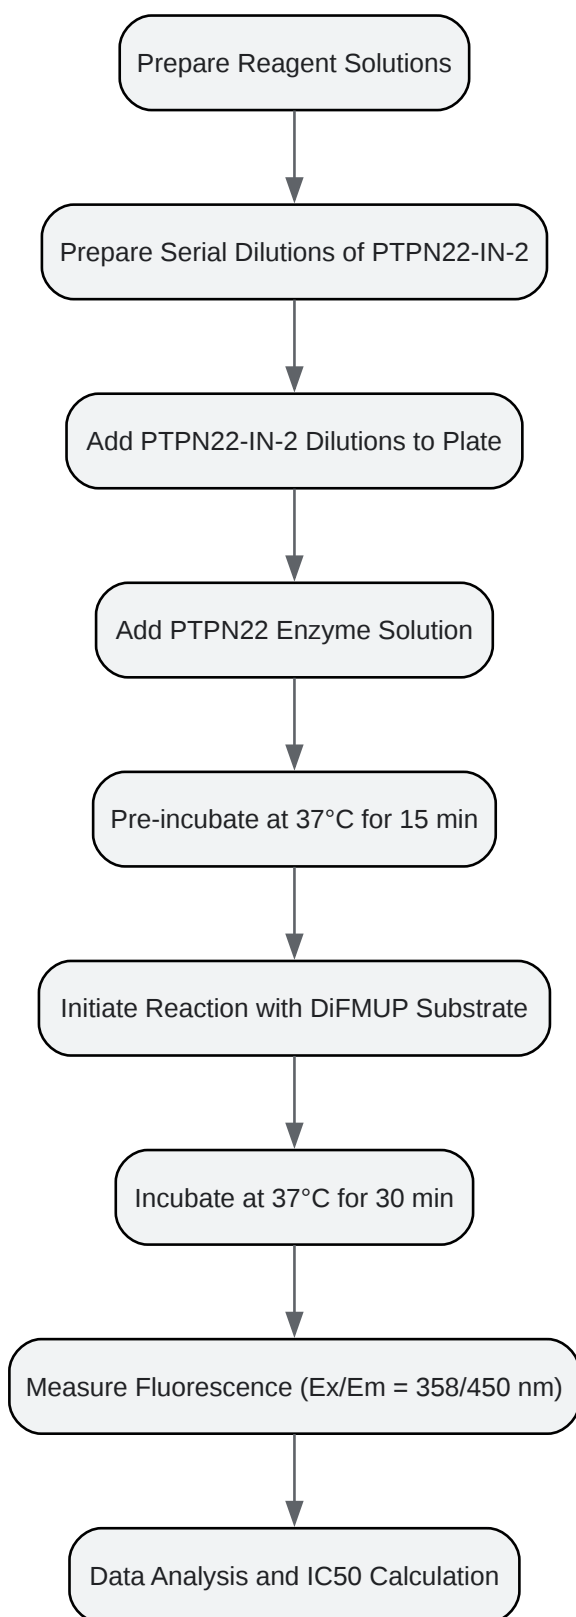 Prepare Reagent Solutions
Prepare Serial Dilutions of PTPN22-IN-2
Add PTPN22-IN-2 Dilutions to Plate
Add PTPN22 Enzyme Solution
Pre-incubate at 37°C for 15 min
Initiate Reaction with DiFMUP Substrate
Incubate at 37°C for 30 min
Measure Fluorescence (Ex/Em = 358/450 nm)
Data Analysis and IC50 Calculation